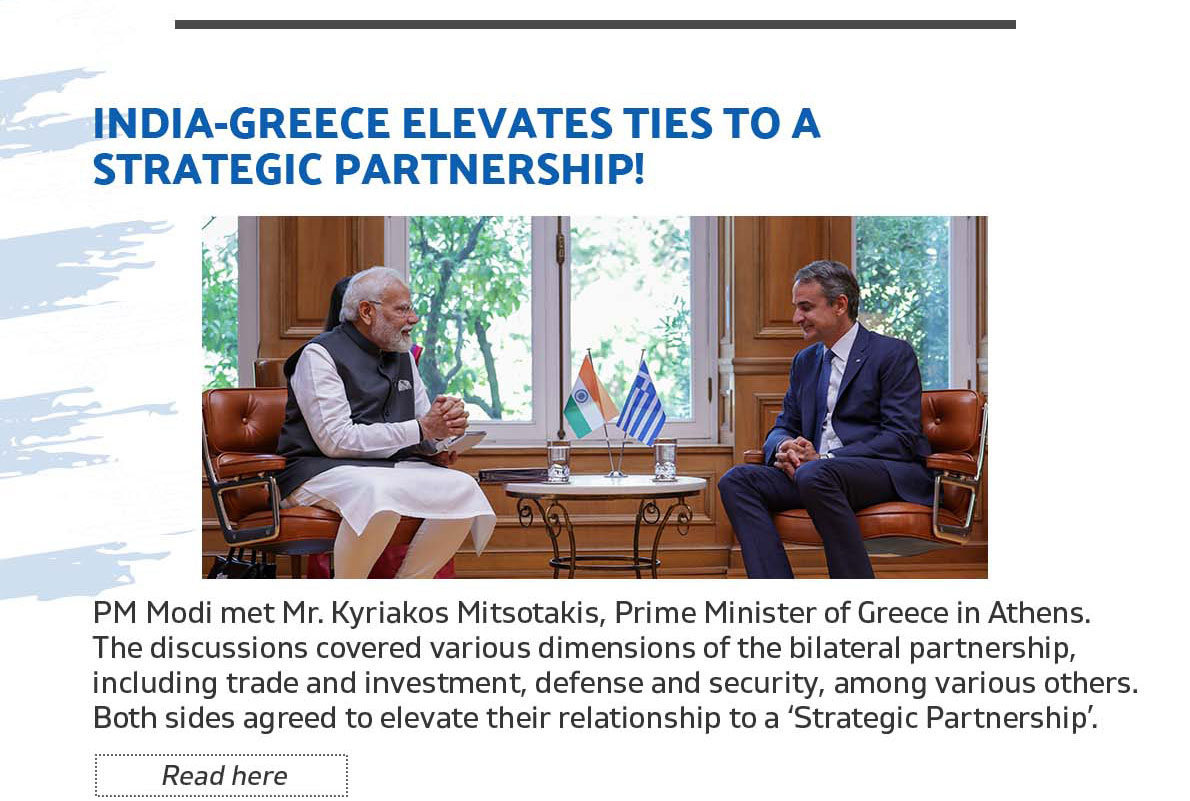 INDIA-GREECE ELEVATES TIES TO A
STRATEGIC PARTNERSHIP!
PM Modi met Mr. Kyriakos Mitsotakis, Prime Minister of Greece in Athens.
The discussions covered various dimensions of the bilateral partnership,
including trade and investment, defense and security, among various others.
Both sides agreed to elevate their relationship to a ‘Strategic Partnership’.
Read here